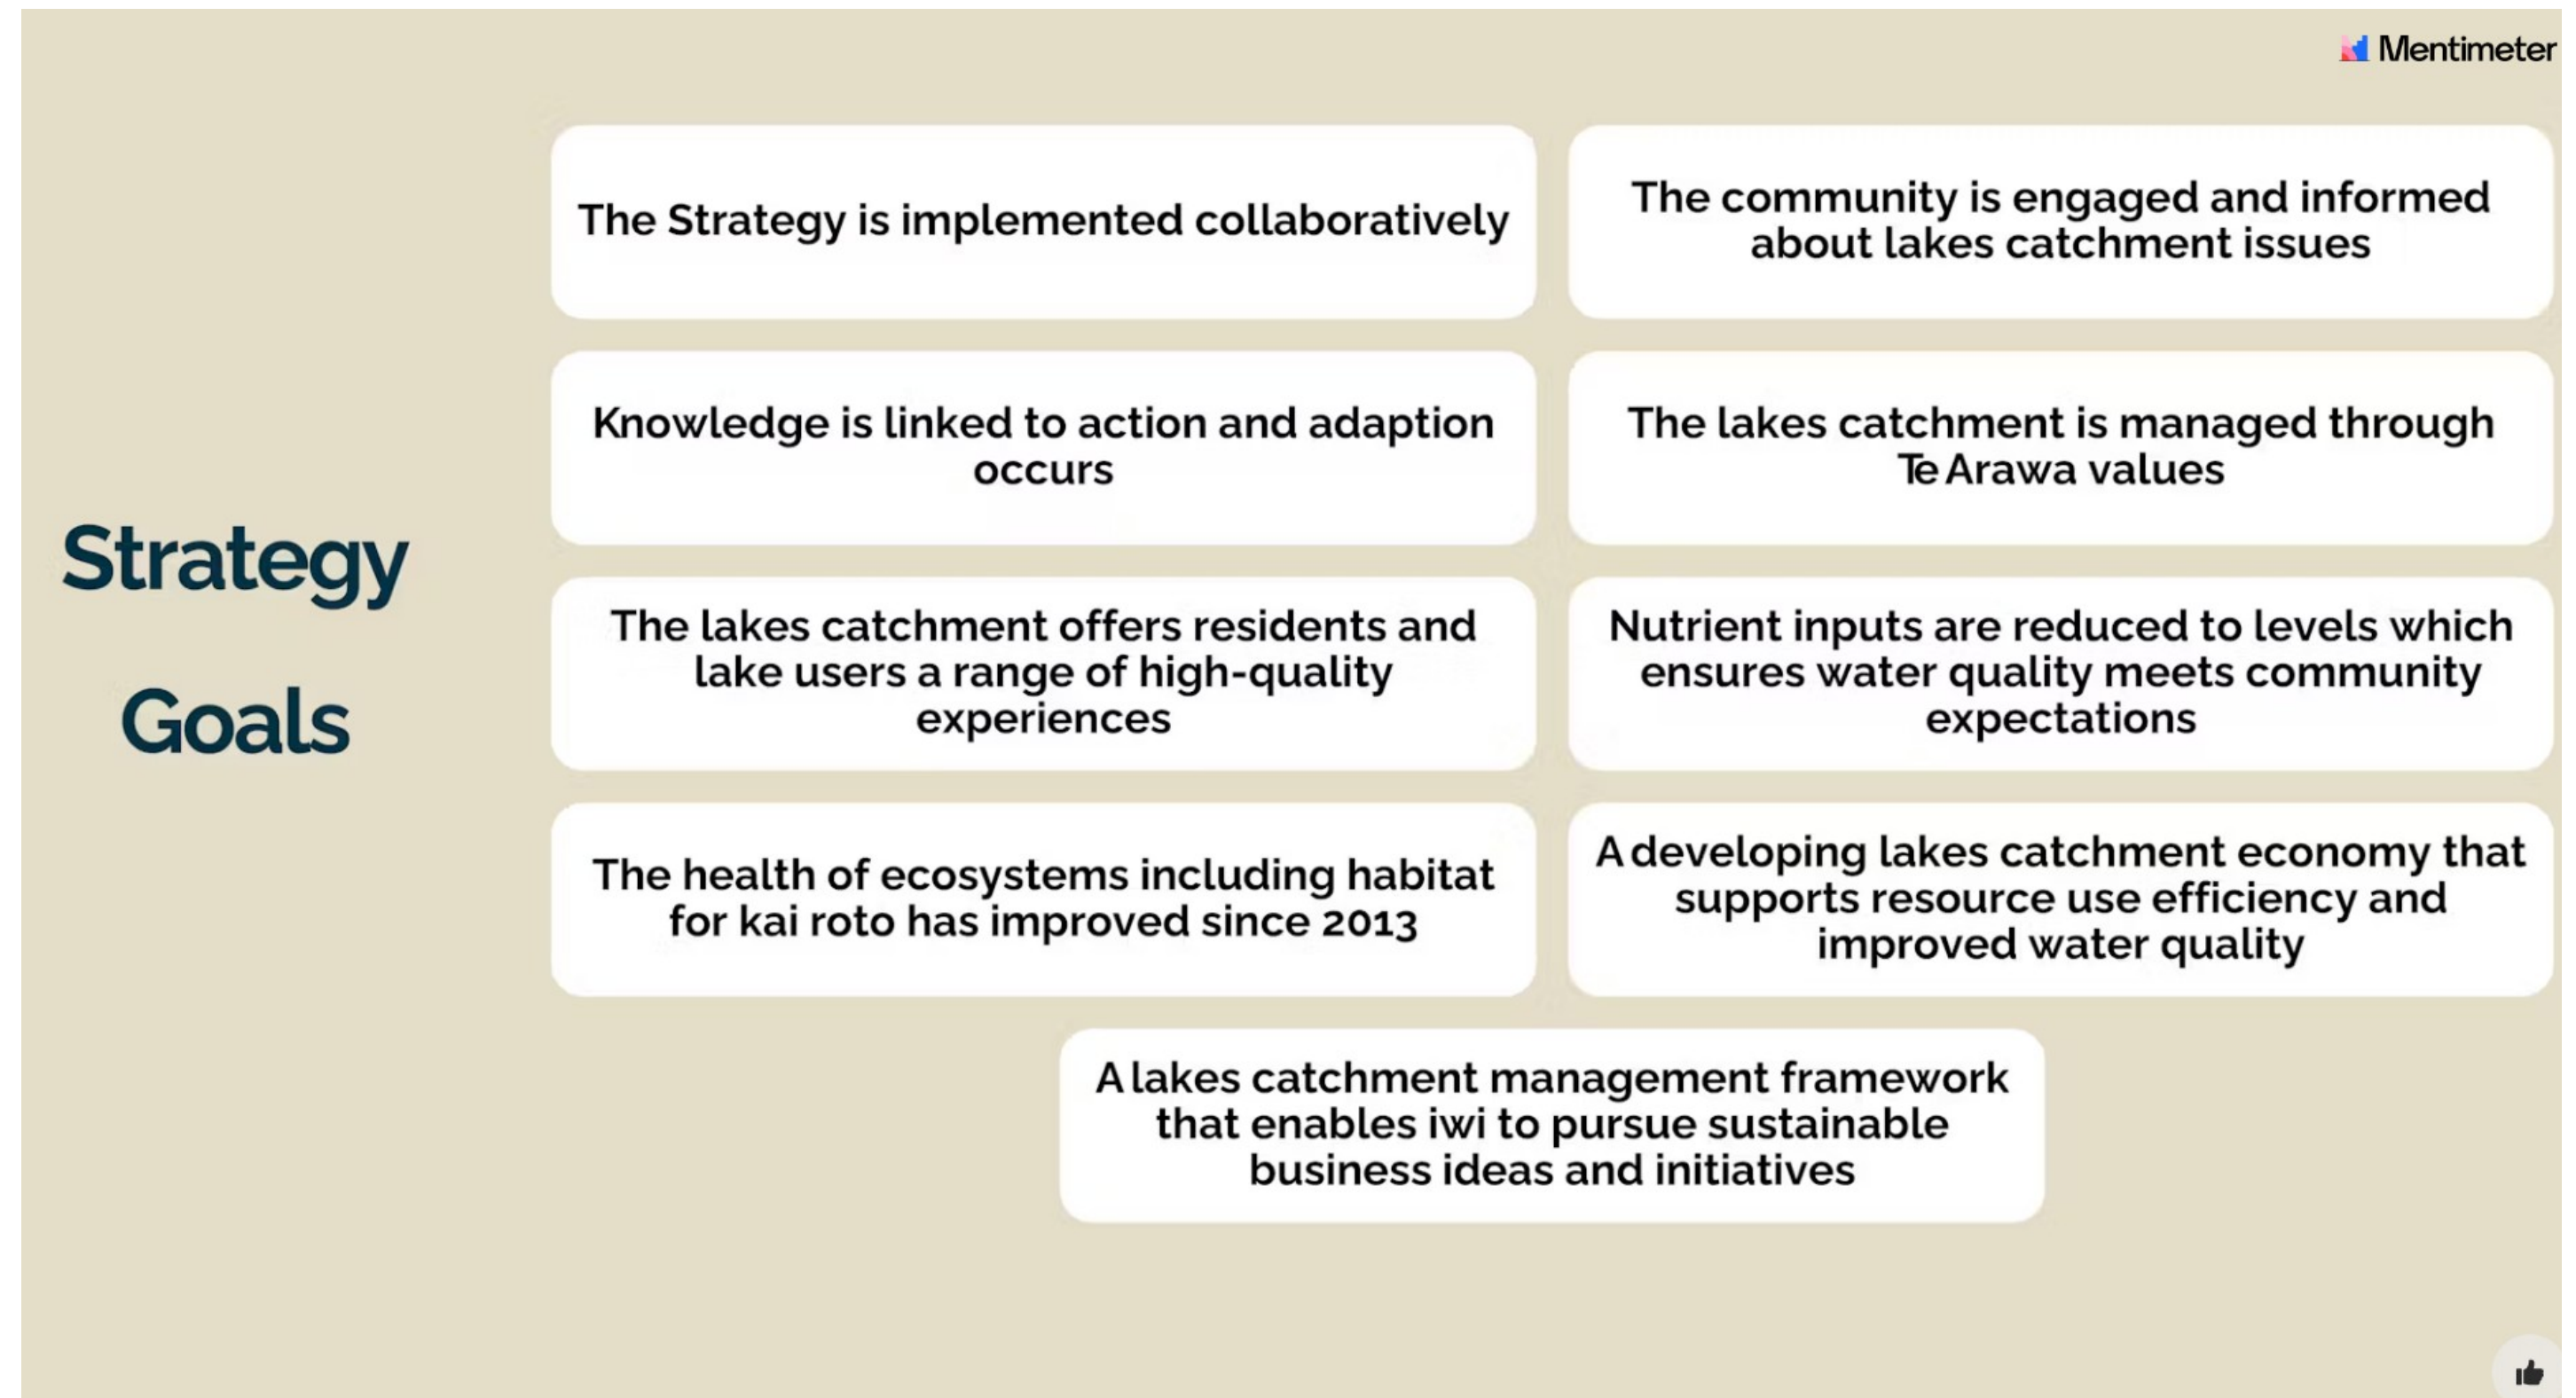 Mentimeter
Strategy
Goals
The Strategy is implemented collaboratively
The community is engaged and informed
about lakes catchment issues
Knowledge is linked to action and adaption
occurs
The lakes catchment is managed through
Te Arawa values
The lakes catchment offers residents and
lake users a range of high-quality
experiences
Nutrient inputs are reduced to levels which
ensures water quality meets community
expectations
The health of ecosystems including habitat
for kai roto has improved since 2013
A developing lakes catchment economy that
supports resource use efficiency and
improved water quality
A lakes catchment management framework
that enables iwi to pursue sustainable
business ideas and initiatives